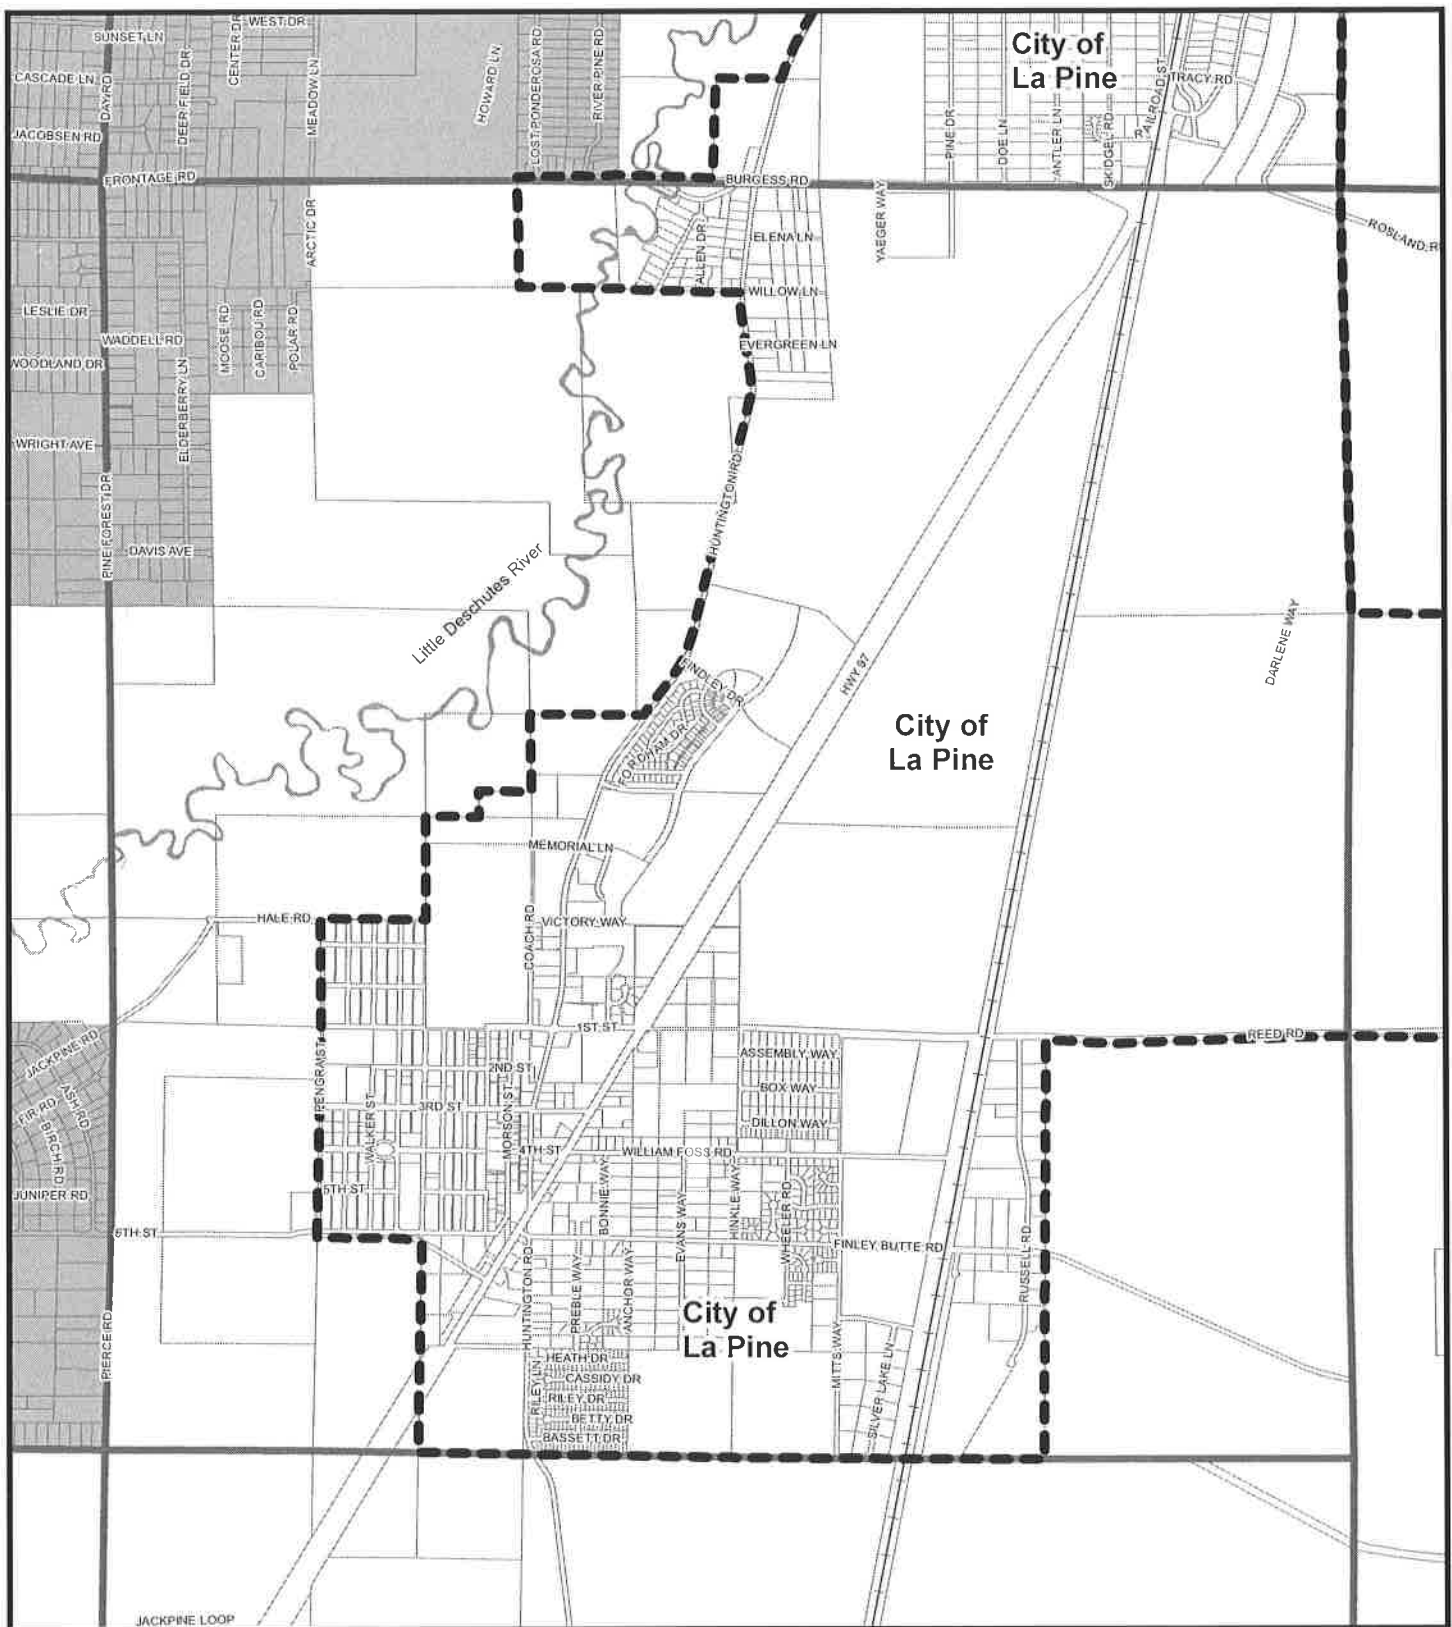 WEST DR
SUNSET LN
CENTER DR
DEER FIELD DR
DAY RD
CASCADE LN
MEADOW LN
HOWARD LN
LOST PONDEROSA RD
RIVER PINE RD
JACOBSEN RD
City of
La Pine
TRACY RD
RAILROAD ST
PINE DR
DOE LN
ANTLER LN
SKIDGEL RD
FRONTAGE RD
BURGESS RD
ARCTIC DR
ALLEN DR
ELENA LN
YAEGER WAY
WILLOW LN
EVERGREEN LN
LESLIE DR
WADDELL RD
MOOSE RD
CARIBOU RD
POLAR RD
WOODLAND DR
ELDERBERRY LN
WRIGHT AVE
PINE FOREST DR
DAVIS AVE
HUNTINGTON RD
Little Deschutes River
DARLENE WAY
FINDLEY DR
HWY 97
FORDHAM DR
City of
La Pine
MEMORIAL LN
HALE RD
COACH RD
VICTORY WAY
1ST ST
REED RD
JACKPINE RD
ASH RD
FIR RD
BIRCH RD
JUNIPER RD
2ND ST
ASSEMBLY WAY
BOX WAY
3RD ST
WALKER ST
MORSON ST
DILLON WAY
4TH ST
WILLIAM FOSS RD
5TH ST
6TH ST
BONNIE WAY
EVANS WAY
HINKLE WAY
WHEELER RD
FINLEY BUTTE RD
RUSSELL RD
HUNTINGTON RD
PREBLE WAY
ANCHOR WAY
City of
La Pine
PIERCE RD
MITTS WAY
SILVER LAKE LN
HEATH DR
CASSIDY DR
RILEY LN
RILEY DR
BETTY DR
BASSETT DR
JACKPINE LOOP